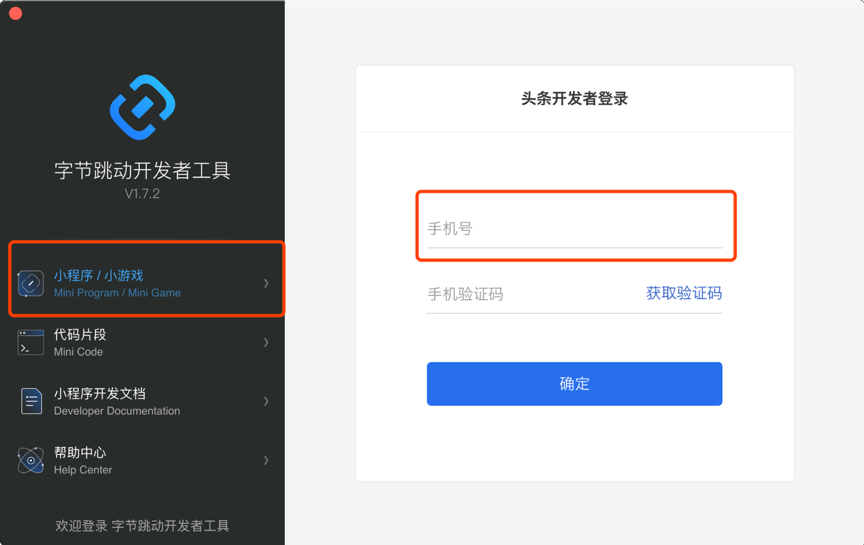 字节跳动开发者工具
V1.7.2
小程序 / 小游戏
Mini Program / Mini Game
代码片段
Mini Code
小程序开发文档
Developer Documentation
帮助中心
Help Center
欢迎登录 字节跳动开发者工具
头条开发者登录
手机号
手机验证码 获取验证码
确定